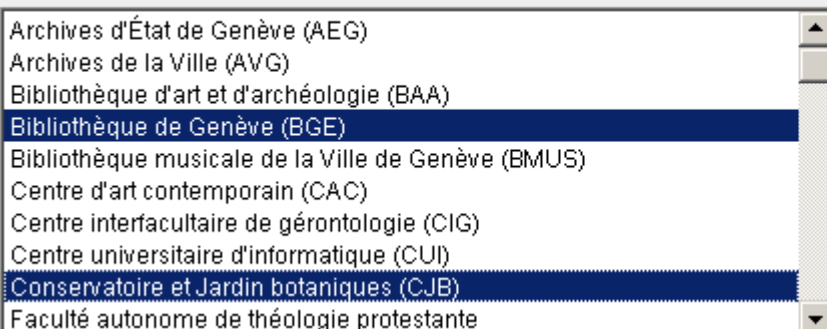 Archives d'État de Genève (AEG)
Archives de la Ville (AVG)
Bibliothèque d'art et d'archéologie (BAA)
Bibliothèque de Genève (BGE)
Bibliothèque musicale de la Ville de Genève (BMUS)
Centre d'art contemporain (CAC)
Centre interfacultaire de gérontologie (CIG)
Centre universitaire d'informatique (CUI)
Conservatoire et Jardin botaniques (CJB)
Faculté autonome de théologie protestante